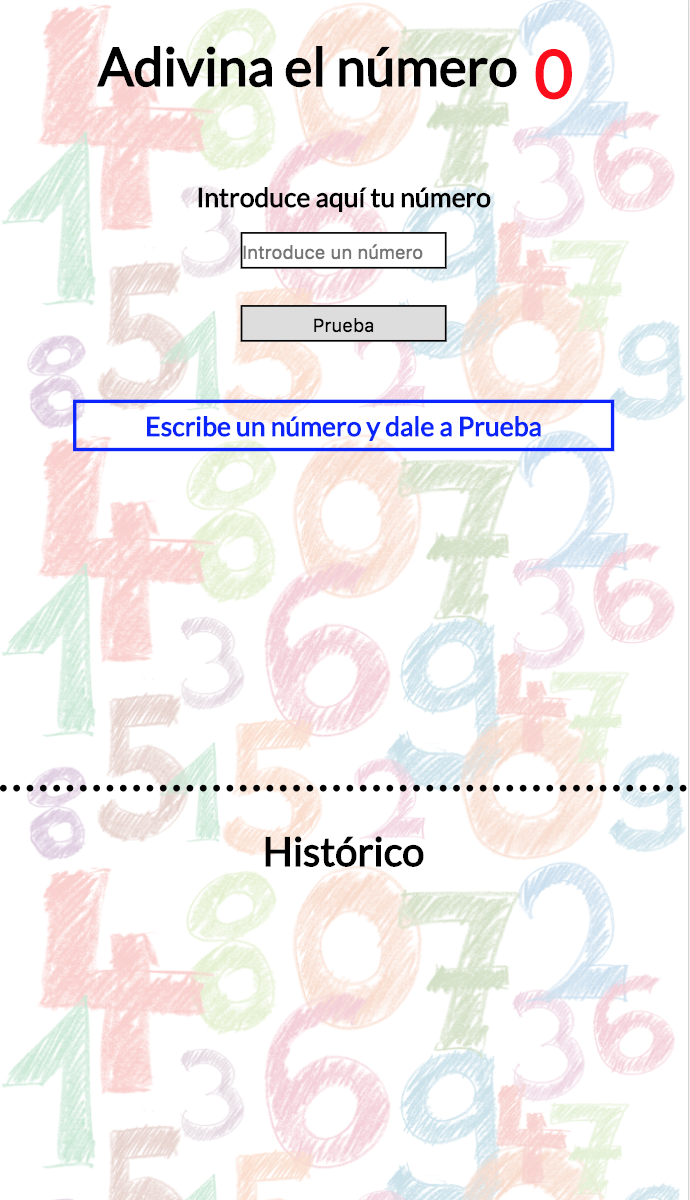 Adivina el número 0
Introduce aquí tu número
Introduce un número
Prueba
Escribe un número y dale a Prueba
Histórico